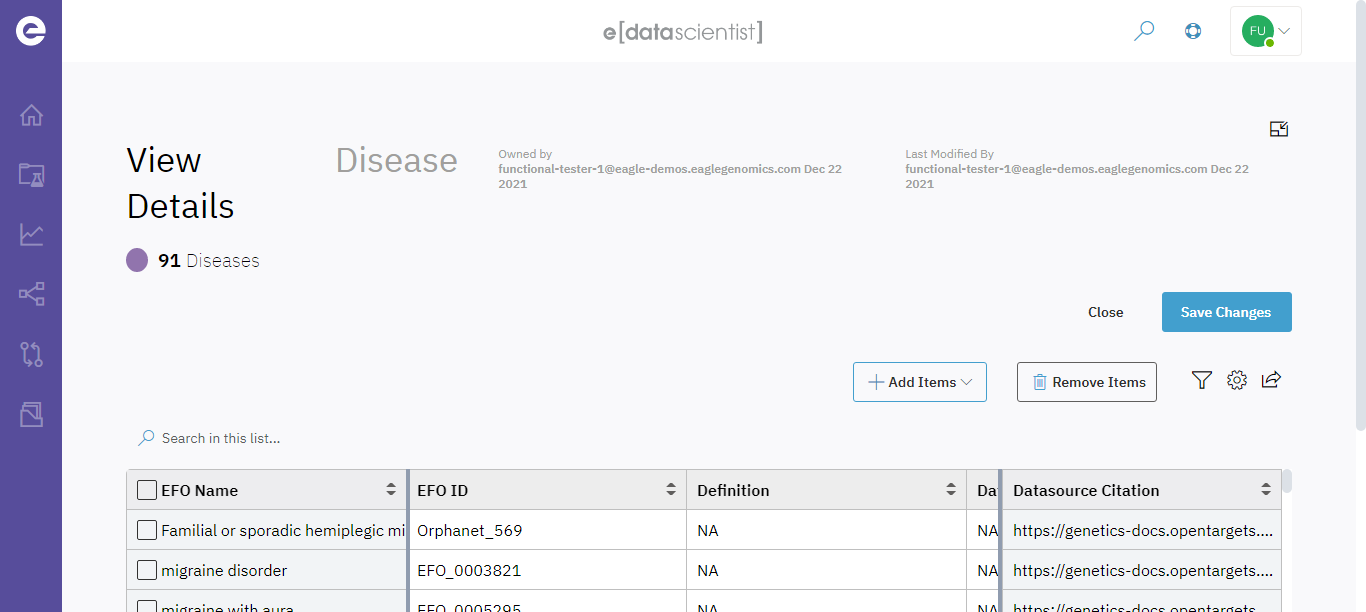 e[datascientist]
FU
View
Details
Disease
Owned by
functional-tester-1@eagle-demos.eaglegenomics.com Dec 22
2021
Last Modified By
functional-tester-1@eagle-demos.eaglegenomics.com Dec 22
2021
91 Diseases
Close
Save Changes
Add Items
Remove Items
Search in this list...
EFO Name EFO ID Definition Da Datasource Citation
Familial or sporadic hemiplegic mi Orphanet_569 NA NA https://genetics-docs.opentargets....
migraine disorder EFO_0003821 NA NA https://genetics-docs.opentargets....
migraine with aura EFO_0005295 NA NA https://genetics-docs.opentargets....